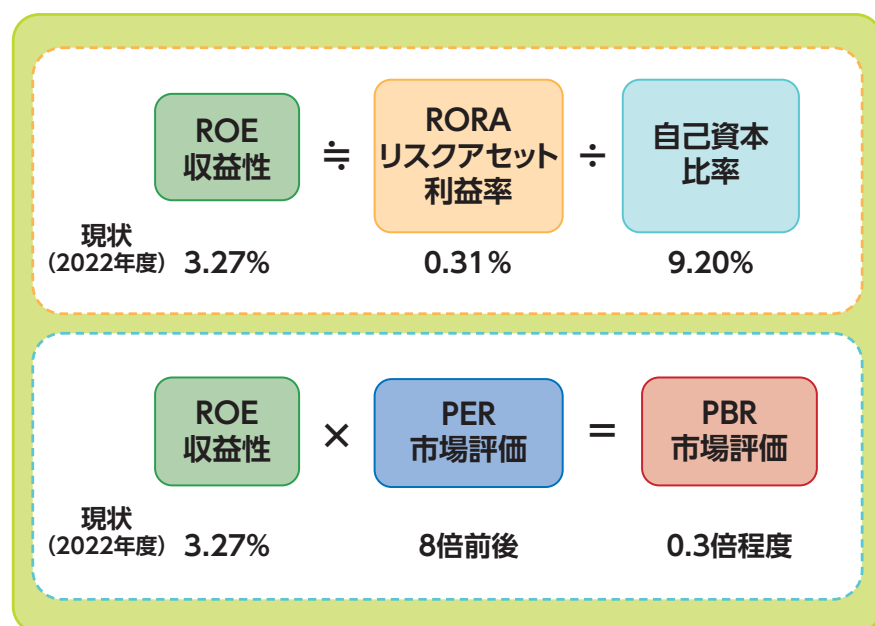 ROE
収益性
≒
RORA
リスクアセット
利益率
÷
自己資本
比率
現状
(2022年度)
3.27%
0.31%
9.20%
ROE
収益性
×
PER
市場評価
=
PBR
市場評価
現状
(2022年度)
3.27%
8倍前後
0.3倍程度